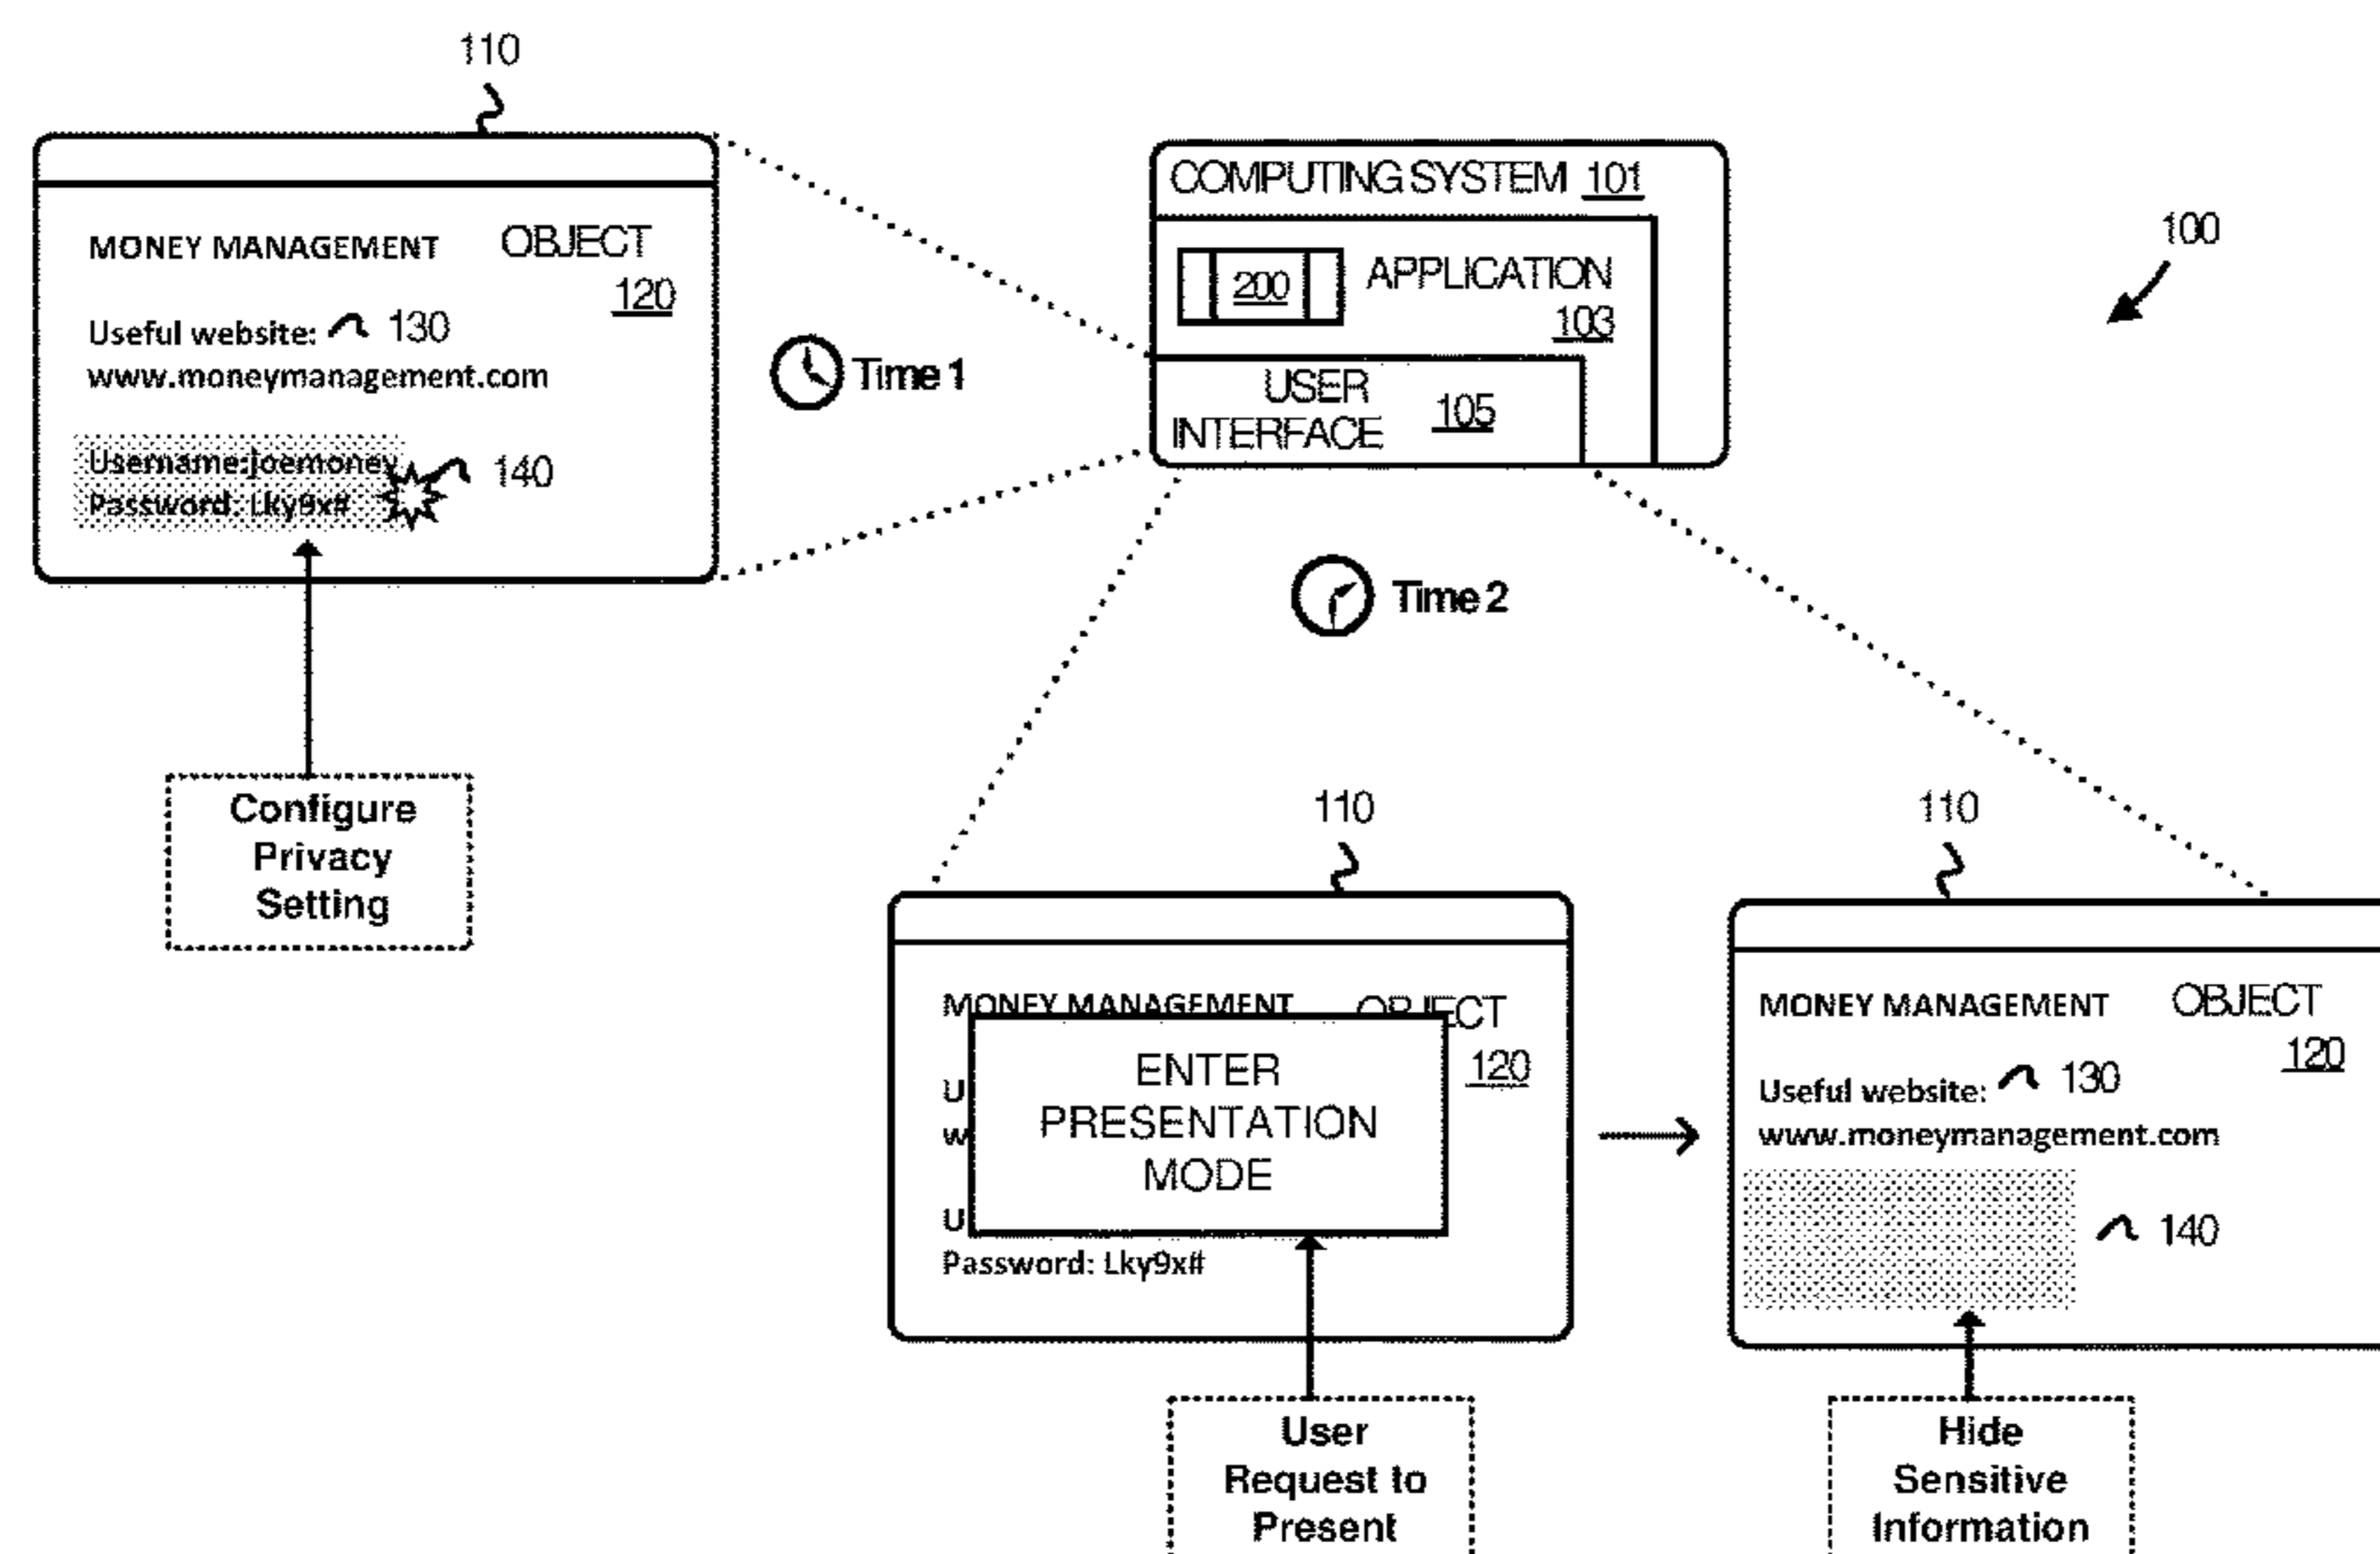 110
MONEY MANAGEMENT
OBJECT
120
Useful website:
130
www.moneymanagement.com
Username:joemoney
Password: Lky9x#
140
Time 1
COMPUTING SYSTEM 101
200
APPLICATION
103
USER
INTERFACE
105
100
Configure
Privacy
Setting
Time 2
110
MONEY MANAGEMENT
OBJECT
120
U
w
U
ENTER
PRESENTATION
MODE
Password: Lky9x#
User
Request to
Present
110
MONEY MANAGEMENT
OBJECT
120
Useful website:
130
www.moneymanagement.com
140
Hide
Sensitive
Information